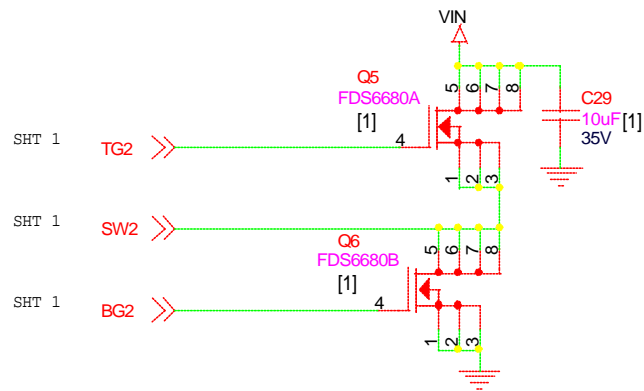 VIN
Q5
FDS6680A
[1]
5 6 7 8
C29
10uF [1]
35V
SHT 1 TG2 4
1 2 3
SHT 1 SW2
Q6
FDS6680B
[1]
5 6 7 8
SHT 1 BG2 4
1 2 3